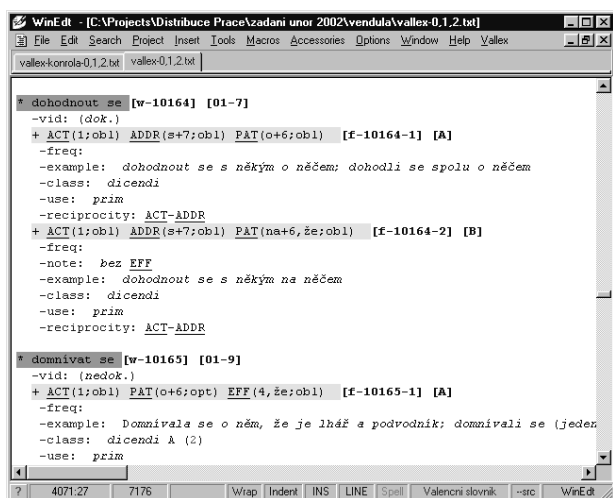 WinEdt - [C:\Projects\Distribuce Prace\zadani unor 2002\vendula\vallex-0,1,2.txt]
File Edit Search Project Insert Tools Macros Accessories Options Window Help Vallex
vallex-konrola-0,1,2.txt vallex-0,1,2.txt
* dohodnout se [w-10164] [01-7]
-vid: (dok.)
+ ACT(1;obl) ADDR(s+7;obl) PAT(o+6;obl) [f-10164-1] [A]
-freq:
-example: dohodnout se s někým o něčem; dohodli se spolu o něčem
-class: dicendi
-use: prim
-reciprocity: ACT-ADDR
+ ACT(1;obl) ADDR(s+7;obl) PAT(na+6,že;obl) [f-10164-2] [B]
-freq:
-note: bez EFF
-example: dohodnout se s někým na něčem
-class: dicendi
-use: prim
-reciprocity: ACT-ADDR
* domnívat se [w-10165] [01-9]
-vid: (nedok.)
+ ACT(1;obl) PAT(o+6;opt) EFF(4,že;obl) [f-10165-1] [A]
-freq:
-example: Domnívala se o něm, že je lhář a podvodník; domnívali se (jeden
-class: dicendi A (2)
-use: prim
? 4071:27 7176 Wrap Indent INS LINE Spell Valencni slovnik --src WinEdt